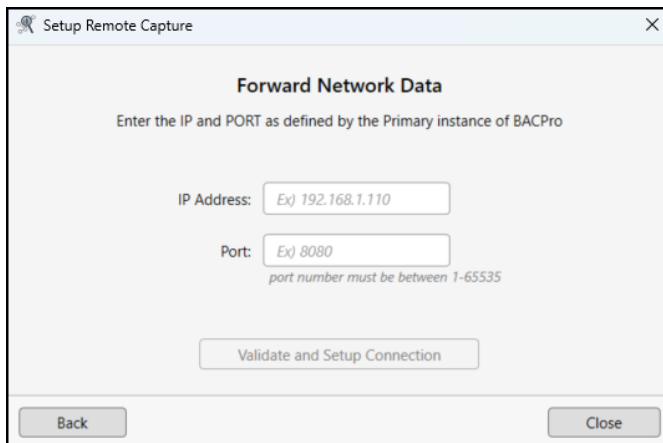 Setup Remote Capture
Forward Network Data
Enter the IP and PORT as defined by the Primary instance of BACPro
IP Address: Ex) 192.168.1.110
Port: Ex) 8080
port number must be between 1-65535
Validate and Setup Connection
Back Close